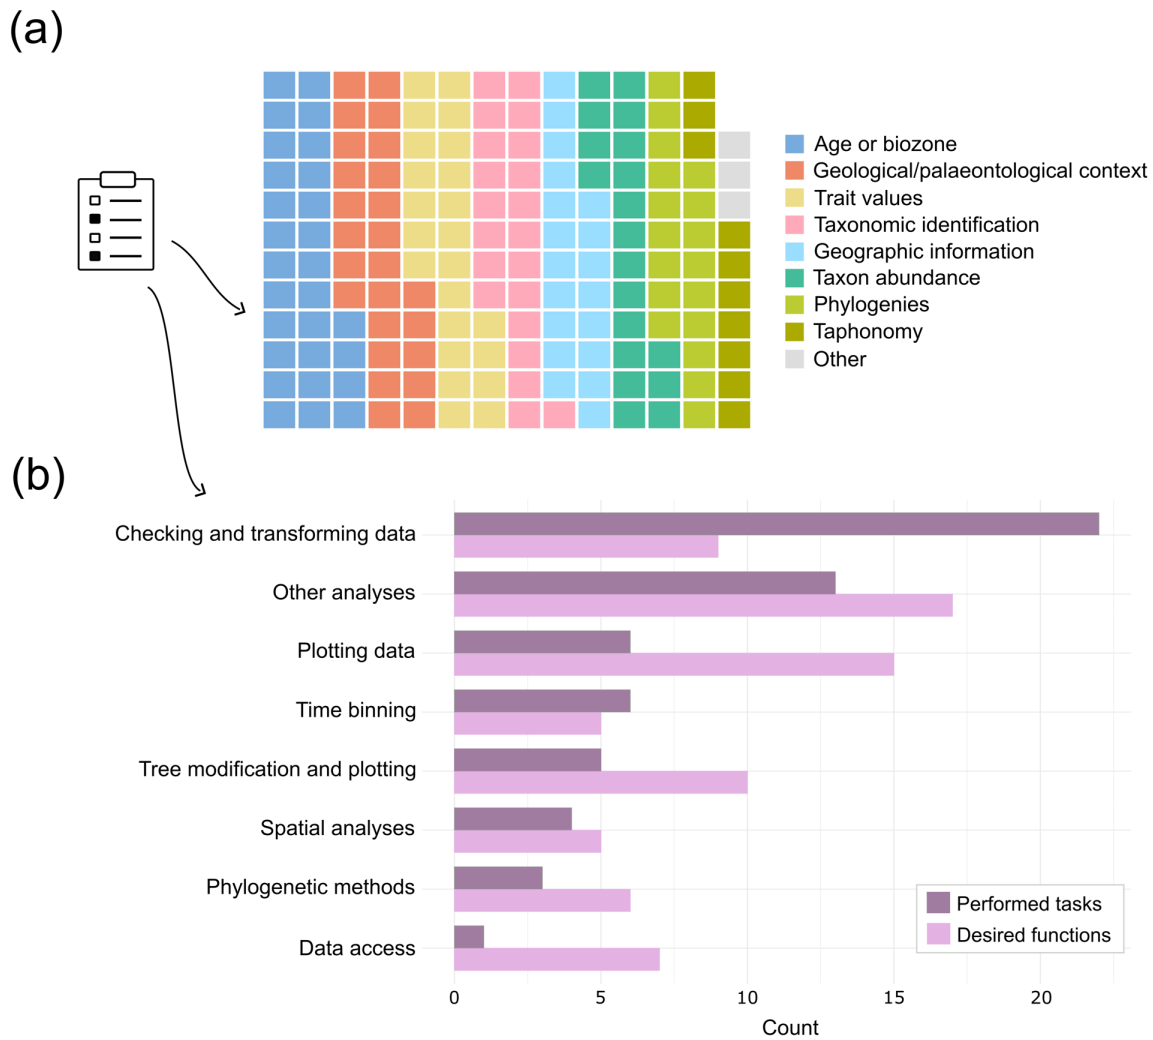 (a)
Age or biozone
Geological/palaeontological context
Trait values
Taxonomic identification
Geographic information
Taxon abundance
Phylogenies
Taphonomy
Other
(b)
Checking and transforming data
Other analyses
Plotting data
Time binning
Tree modification and plotting
Spatial analyses
Phylogenetic methods
Data access
Performed tasks
Desired functions
0 5 10 15 20
Count